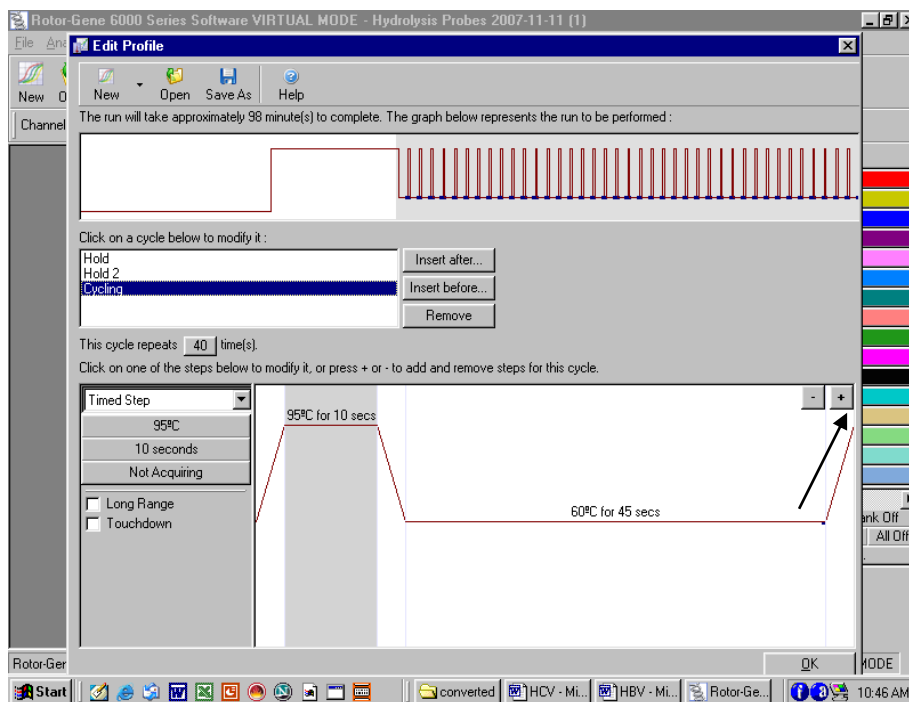 Rotor-Gene 6000 Series Software VIRTUAL MODE - Hydrolysis Probes 2007-11-11 (1)
File
Edit Profile
New
New Open Save As Help
Channel
The run will take approximately 98 minute(s) to complete. The graph below represents the run to be performed :
Click on a cycle below to modify it :
Hold
Hold 2
Cycling
Insert after...
Insert before...
Remove
This cycle repeats 40 time(s).
Click on one of the steps below to modify it, or press + or - to add and remove steps for this cycle.
Timed Step
- +
95ºC
10 seconds
Not Acquiring
Long Range
Touchdown
95ºC for 10 secs
60ºC for 45 secs
Off
All Off
OK
Rotor-Ger
MODE
Start
converted
HCV - Mi...
HBV - Mi...
Rotor-Ge...
10:46 AM